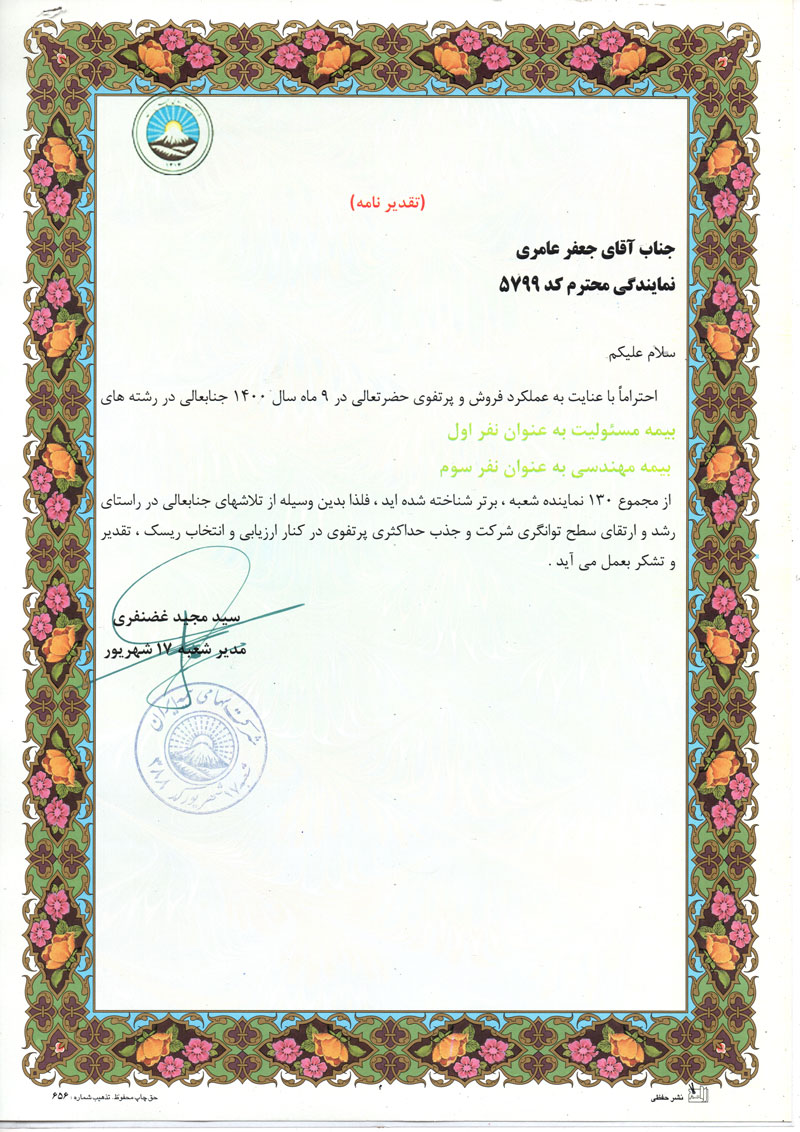 (تقدیر نامه)
جناب آقای جعفر عامری
نمایندگی محترم کد ۵۷۹۹
سلام علیکم
احتراماً با عنایت به عملکرد فروش و پرتفوی حضرتعالی در ۹ ماه سال ۱۴۰۰ جنابعالی در رشته های
بیمه مسئولیت به عنوان نفر اول
بیمه مهندسی به عنوان نفر سوم
از مجموع ۱۳۰ نماینده شعبه ، برتر شناخته شده اید ، فلذا بدین وسیله از تلاشهای جنابعالی در راستای
رشد و ارتقای سطح توانگری شرکت و جذب حداکثری پرتفوی در کنار ارزیابی و انتخاب ریسک ، تقدیر
و تشکر بعمل می آید .
سید مجید غضنفری
مدیر شعبه ۱۷ شهریور
شرکت سهامی بیمه ایران
شعبه ۱۷ شهریور کد ۳۸۸
نشر حفظی
حق چاپ محفوظ. تذهیب شماره : ۶۵۶